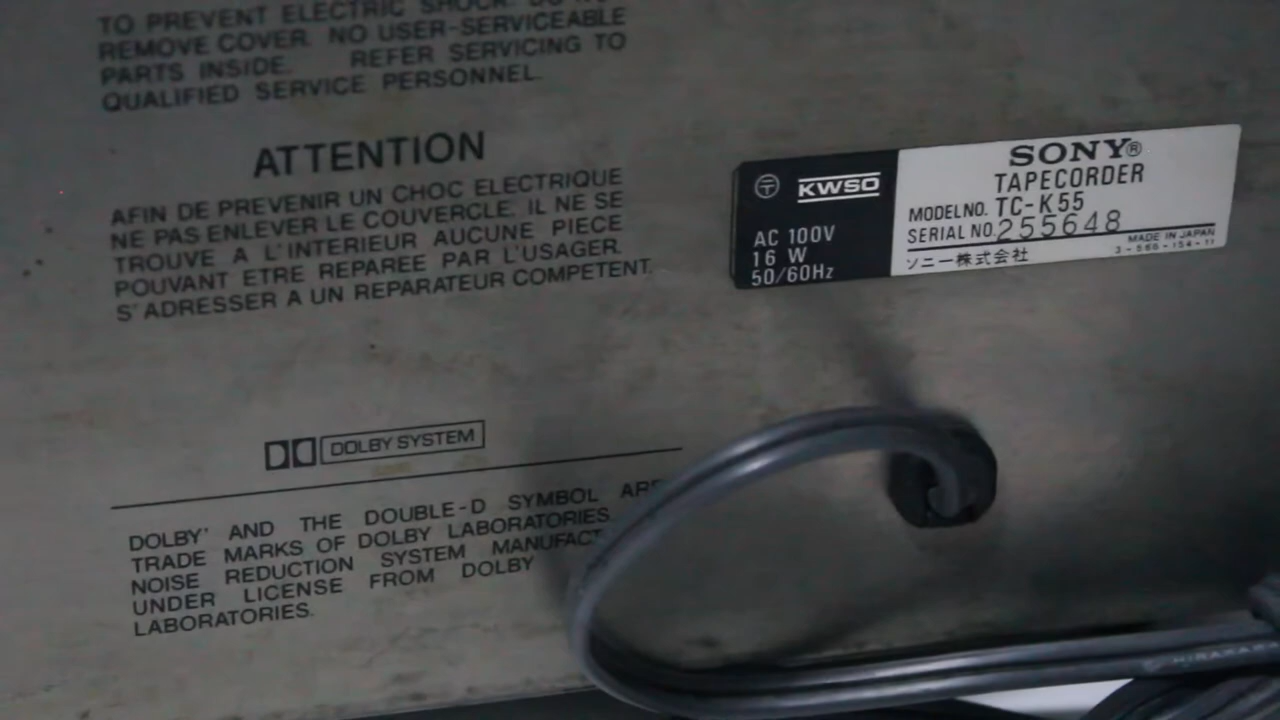 TO PREVENT ELECTRIC SHOCK. DO NOT
REMOVE COVER. NO USER-SERVICEABLE
PARTS INSIDE. REFER SERVICING TO
QUALIFIED SERVICE PERSONNEL.
ATTENTION
AFIN DE PREVENIR UN CHOC ELECTRIQUE
NE PAS ENLEVER LE COUVERCLE. IL NE SE
TROUVE A L'INTERIEUR AUCUNE PIECE
POUVANT ETRE REPAREE PAR L'USAGER.
S'ADRESSER A UN REPARATEUR COMPETENT.
DOLBY SYSTEM
DOLBY' AND THE DOUBLE-D SYMBOL ARE
TRADE MARKS OF DOLBY LABORATORIES.
NOISE REDUCTION SYSTEM MANUFACT
UNDER LICENSE FROM DOLBY
LABORATORIES.
KWSO
AC 100V
16 W
50/60Hz
SONY®
TAPECORDER
MODEL NO. TC-K55
SERIAL NO. 255648
MADE IN JAPAN
ソニー株式会社